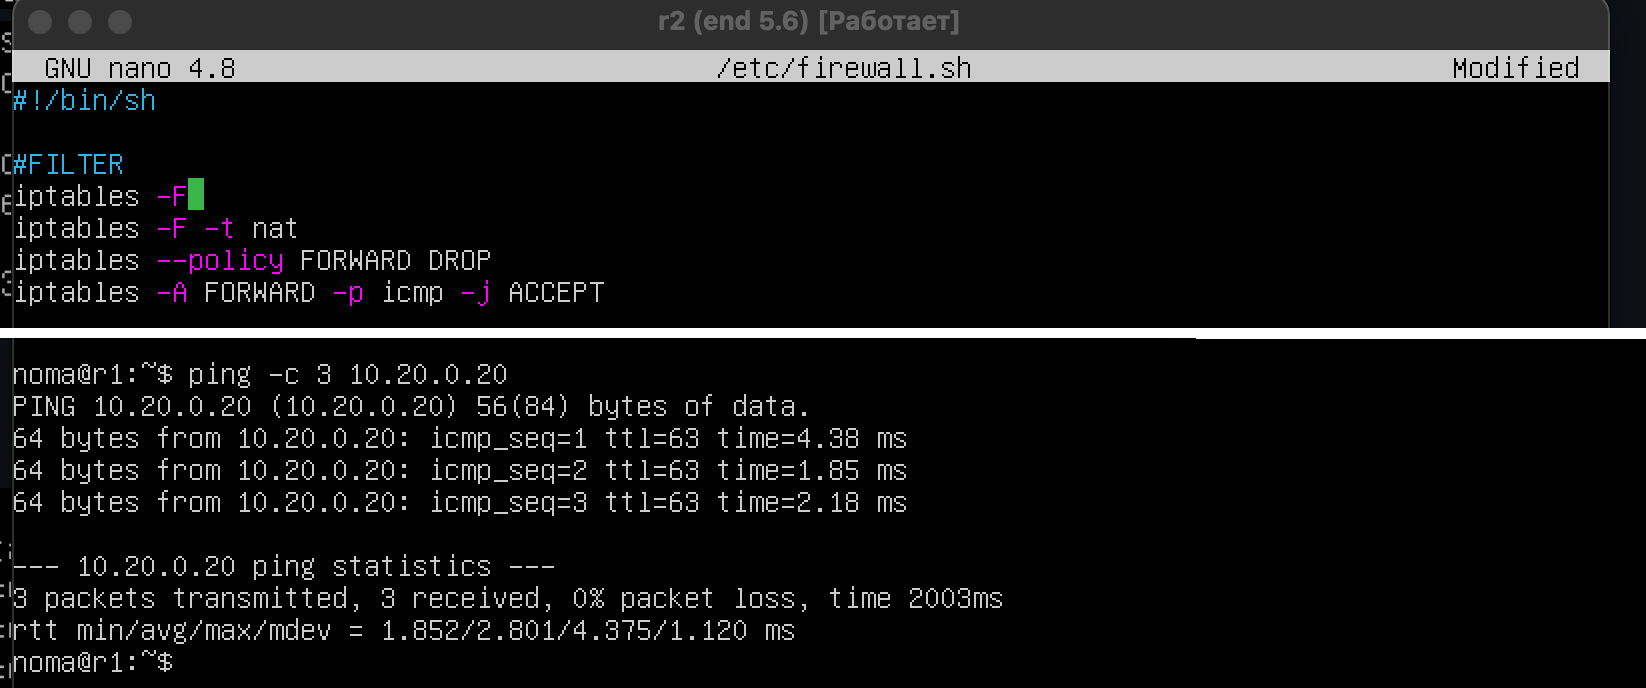 r2 (end 5.6) [Работает]
GNU nano 4.8 /etc/firewall.sh Modified
#!/bin/sh
#FILTER
iptables -F
iptables -F -t nat
iptables --policy FORWARD DROP
iptables -A FORWARD -p icmp -j ACCEPT
noma@r1:~$ ping -c 3 10.20.0.20
PING 10.20.0.20 (10.20.0.20) 56(84) bytes of data.
64 bytes from 10.20.0.20: icmp_seq=1 ttl=63 time=4.38 ms
64 bytes from 10.20.0.20: icmp_seq=2 ttl=63 time=1.85 ms
64 bytes from 10.20.0.20: icmp_seq=3 ttl=63 time=2.18 ms
--- 10.20.0.20 ping statistics ---
3 packets transmitted, 3 received, 0% packet loss, time 2003ms
rtt min/avg/max/mdev = 1.852/2.801/4.375/1.120 ms
noma@r1:~$